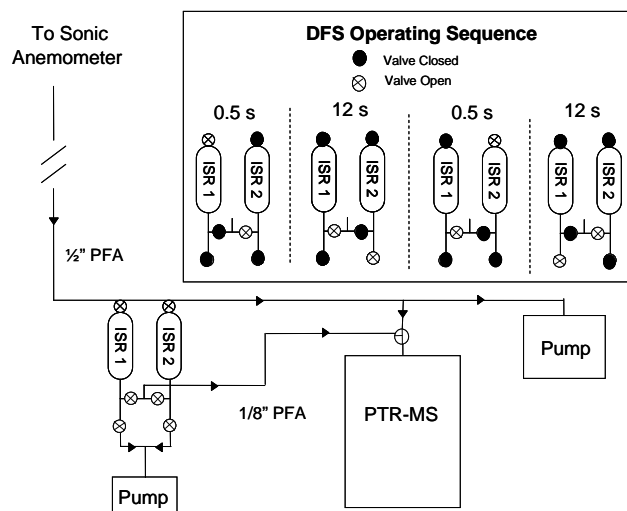 To Sonic
Anemometer
DFS Operating Sequence
Valve Closed
Valve Open
0.5 s
12 s
0.5 s
12 s
ISR 1
ISR 2
ISR 1
ISR 2
ISR 1
ISR 2
ISR 1
ISR 2
½” PFA
ISR 1
ISR 2
1/8” PFA
PTR-MS
Pump
Pump